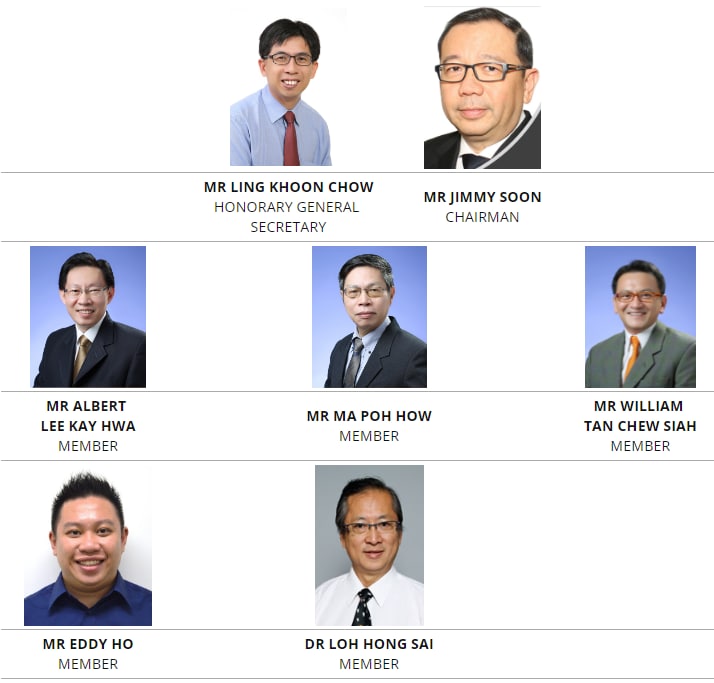 MR LING KHOON CHOW
HONORARY GENERAL
SECRETARY
MR JIMMY SOON
CHAIRMAN
MR ALBERT
LEE KAY HWA
MEMBER
MR MA POH HOW
MEMBER
MR WILLIAM
TAN CHEW SIAH
MEMBER
MR EDDY HO
MEMBER
DR LOH HONG SAI
MEMBER